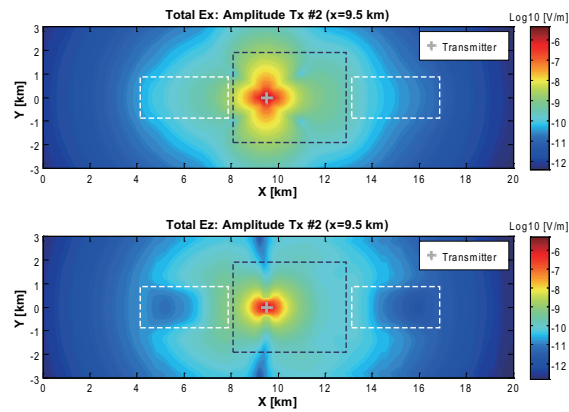 Total Ex: Amplitude Tx #2 (x=9.5 km)
Log10 [V/m]
Transmitter
3
2
1
0
-1
-2
-3
Y [km]
0 2 4 6 8 10 12 14 16 18 20
X [km]
-6
-7
-8
-9
-10
-11
-12
Total Ez: Amplitude Tx #2 (x=9.5 km)
Log10 [V/m]
Transmitter
3
2
1
0
-1
-2
-3
Y [km]
0 2 4 6 8 10 12 14 16 18 20
X [km]
-6
-7
-8
-9
-10
-11
-12